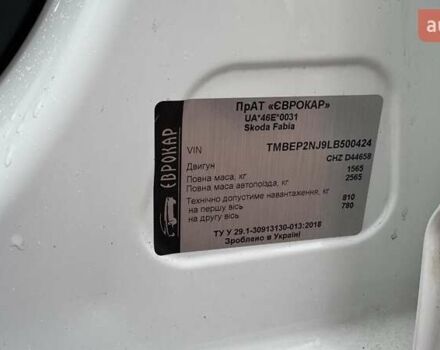 ЄВРОКАР
ПрАТ «ЄВРОКАР»
UA*46E*0031
Skoda Fabia
VIN TMBEP2NJ9LB500424
Двигун CHZ D44658
Повна маса, кг 1565
Повна маса автопоїзда, кг 2565
Технічно допустиме навантаження, кг
на першу вісь 810
на другу вісь 780
ТУ У 29.1-30913130-013:2018
Зроблено в Україні